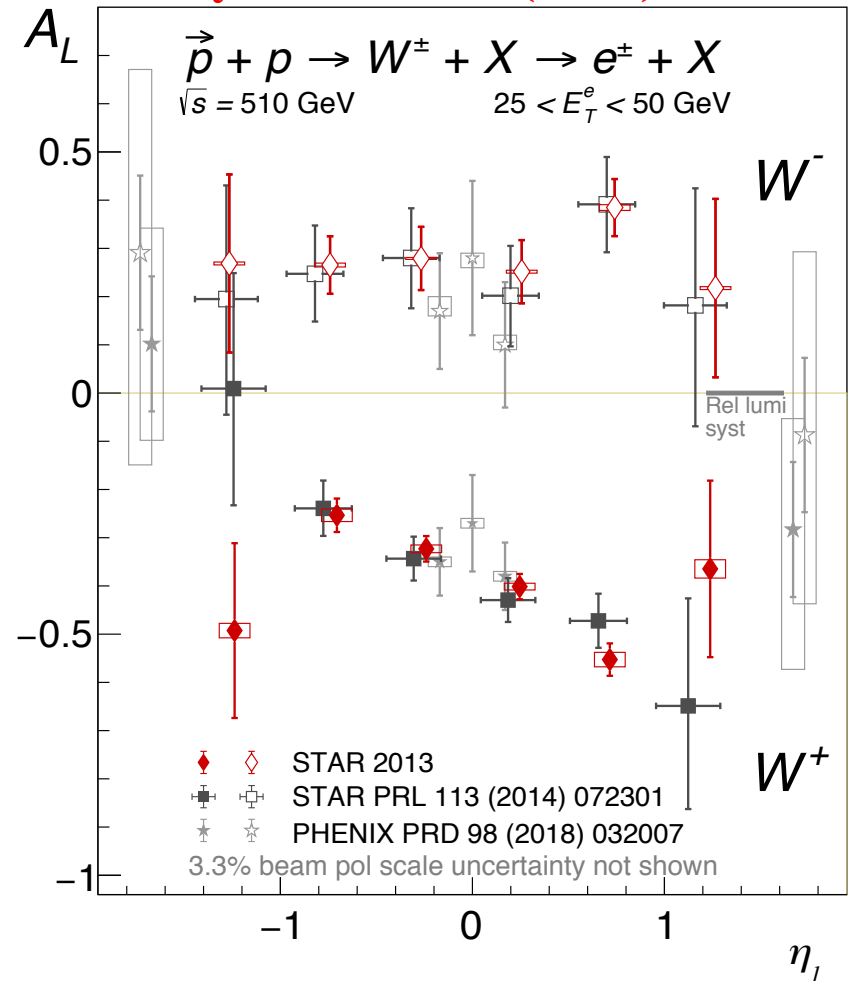 A_L
p⃗ + p → W± + X → e± + X
√s = 510 GeV
25 < E_T^e < 50 GeV
0.5
W⁻
0
Rel lumi
syst
−0.5
W⁺
STAR 2013
STAR PRL 113 (2014) 072301
PHENIX PRD 98 (2018) 032007
3.3% beam pol scale uncertainty not shown
−1
−1 0 1
η_l